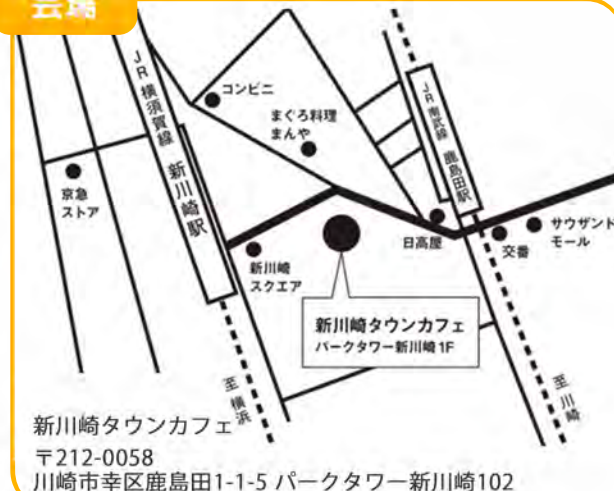 会場
コンビニ
まぐろ料理
まんや
JR 横須賀線 新川崎駅
JR 南武線 鹿島田駅
京急
ストア
新川崎
スクエア
日高屋
交番
サウザンド
モール
新川崎タウンカフェ
パークタワー新川崎1F
至横浜
至川崎
新川崎タウンカフェ
〒212-0058
川崎市幸区鹿島田1-1-5 パークタワー新川崎102